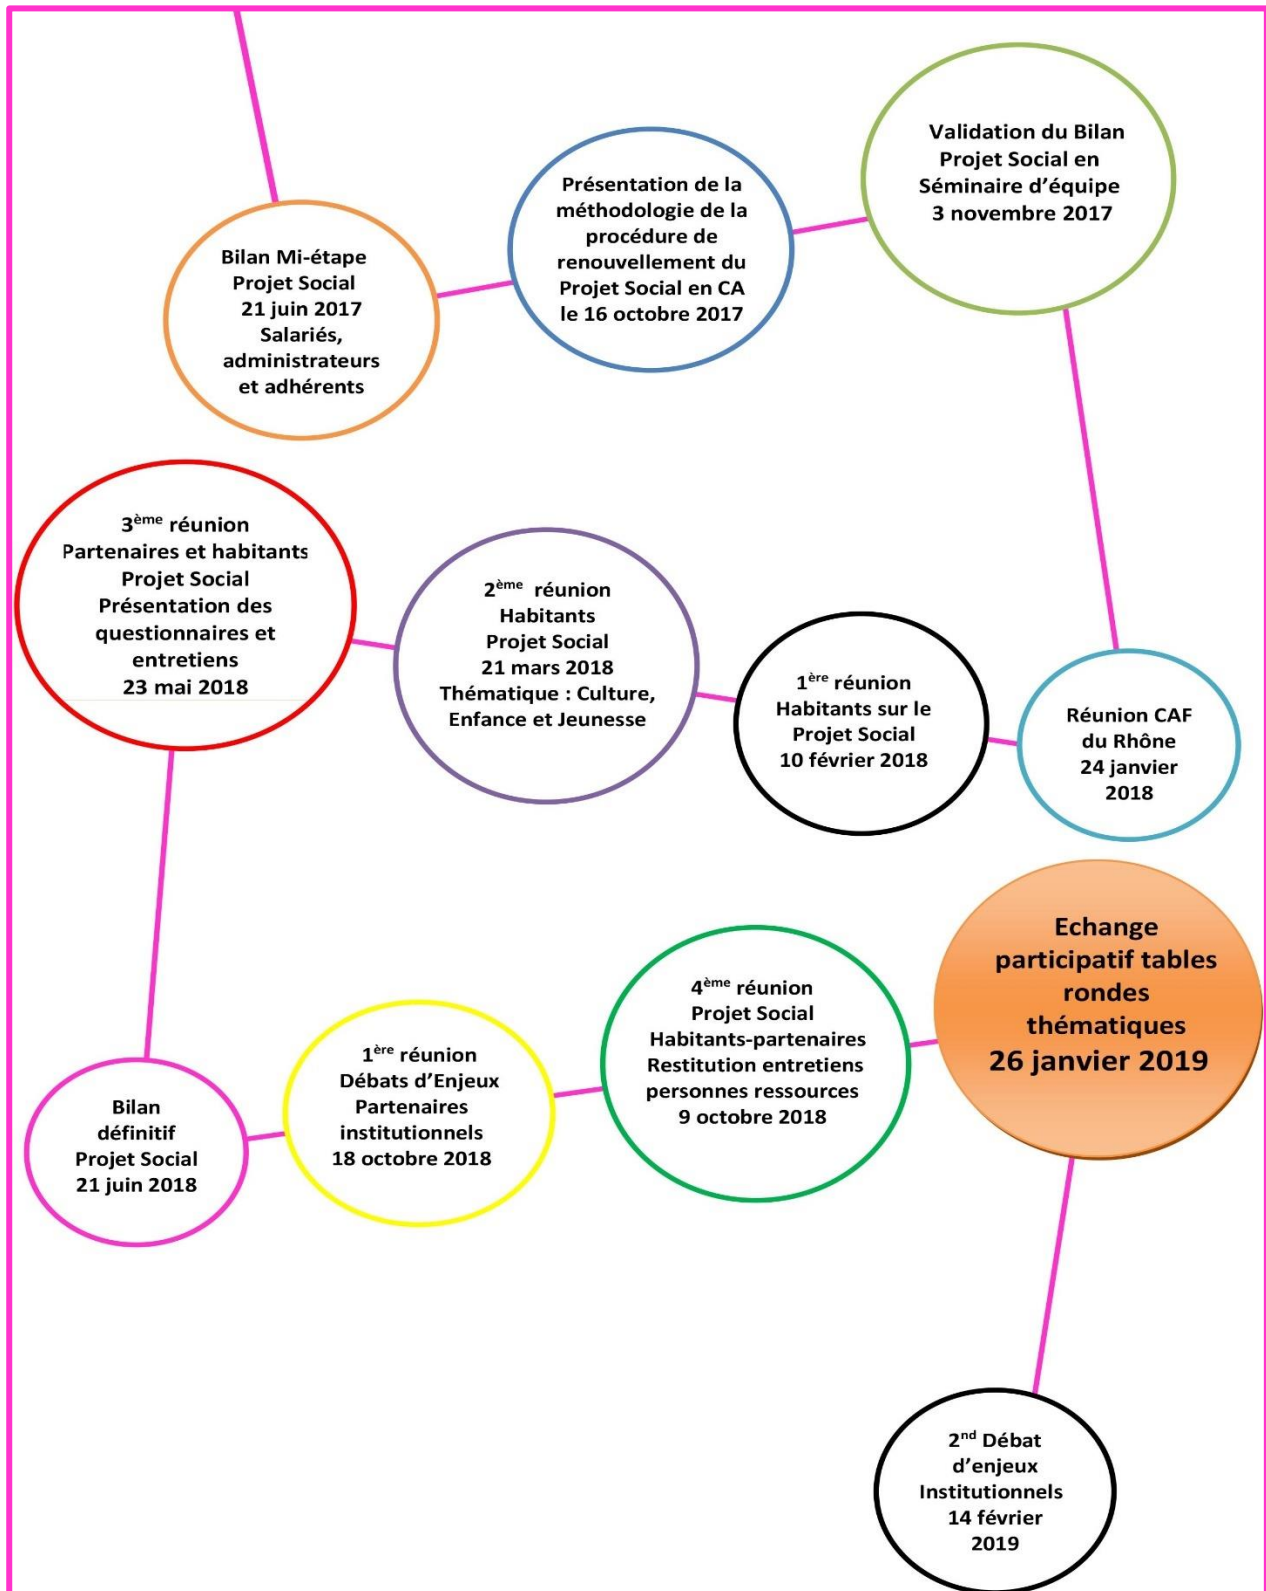 Bilan Mi-étape
Projet Social
21 juin 2017
Salariés,
administrateurs
et adhérents
Présentation de la
méthodologie de la
procédure de
renouvellement du
Projet Social en CA
le 16 octobre 2017
Validation du Bilan
Projet Social en
Séminaire d’équipe
3 novembre 2017
Réunion CAF
du Rhône
24 janvier
2018
1ère réunion
Habitants sur le
Projet Social
10 février 2018
2ème réunion
Habitants
Projet Social
21 mars 2018
Thématique : Culture,
Enfance et Jeunesse
3ème réunion
Partenaires et habitants
Projet Social
Présentation des
questionnaires et
entretiens
23 mai 2018
Bilan
définitif
Projet Social
21 juin 2018
1ère réunion
Débats d’Enjeux
Partenaires
institutionnels
18 octobre 2018
4ème réunion
Projet Social
Habitants-partenaires
Restitution entretiens
personnes ressources
9 octobre 2018
Echange
participatif tables
rondes
thématiques
26 janvier 2019
2nd Débat
d’enjeux
Institutionnels
14 février
2019